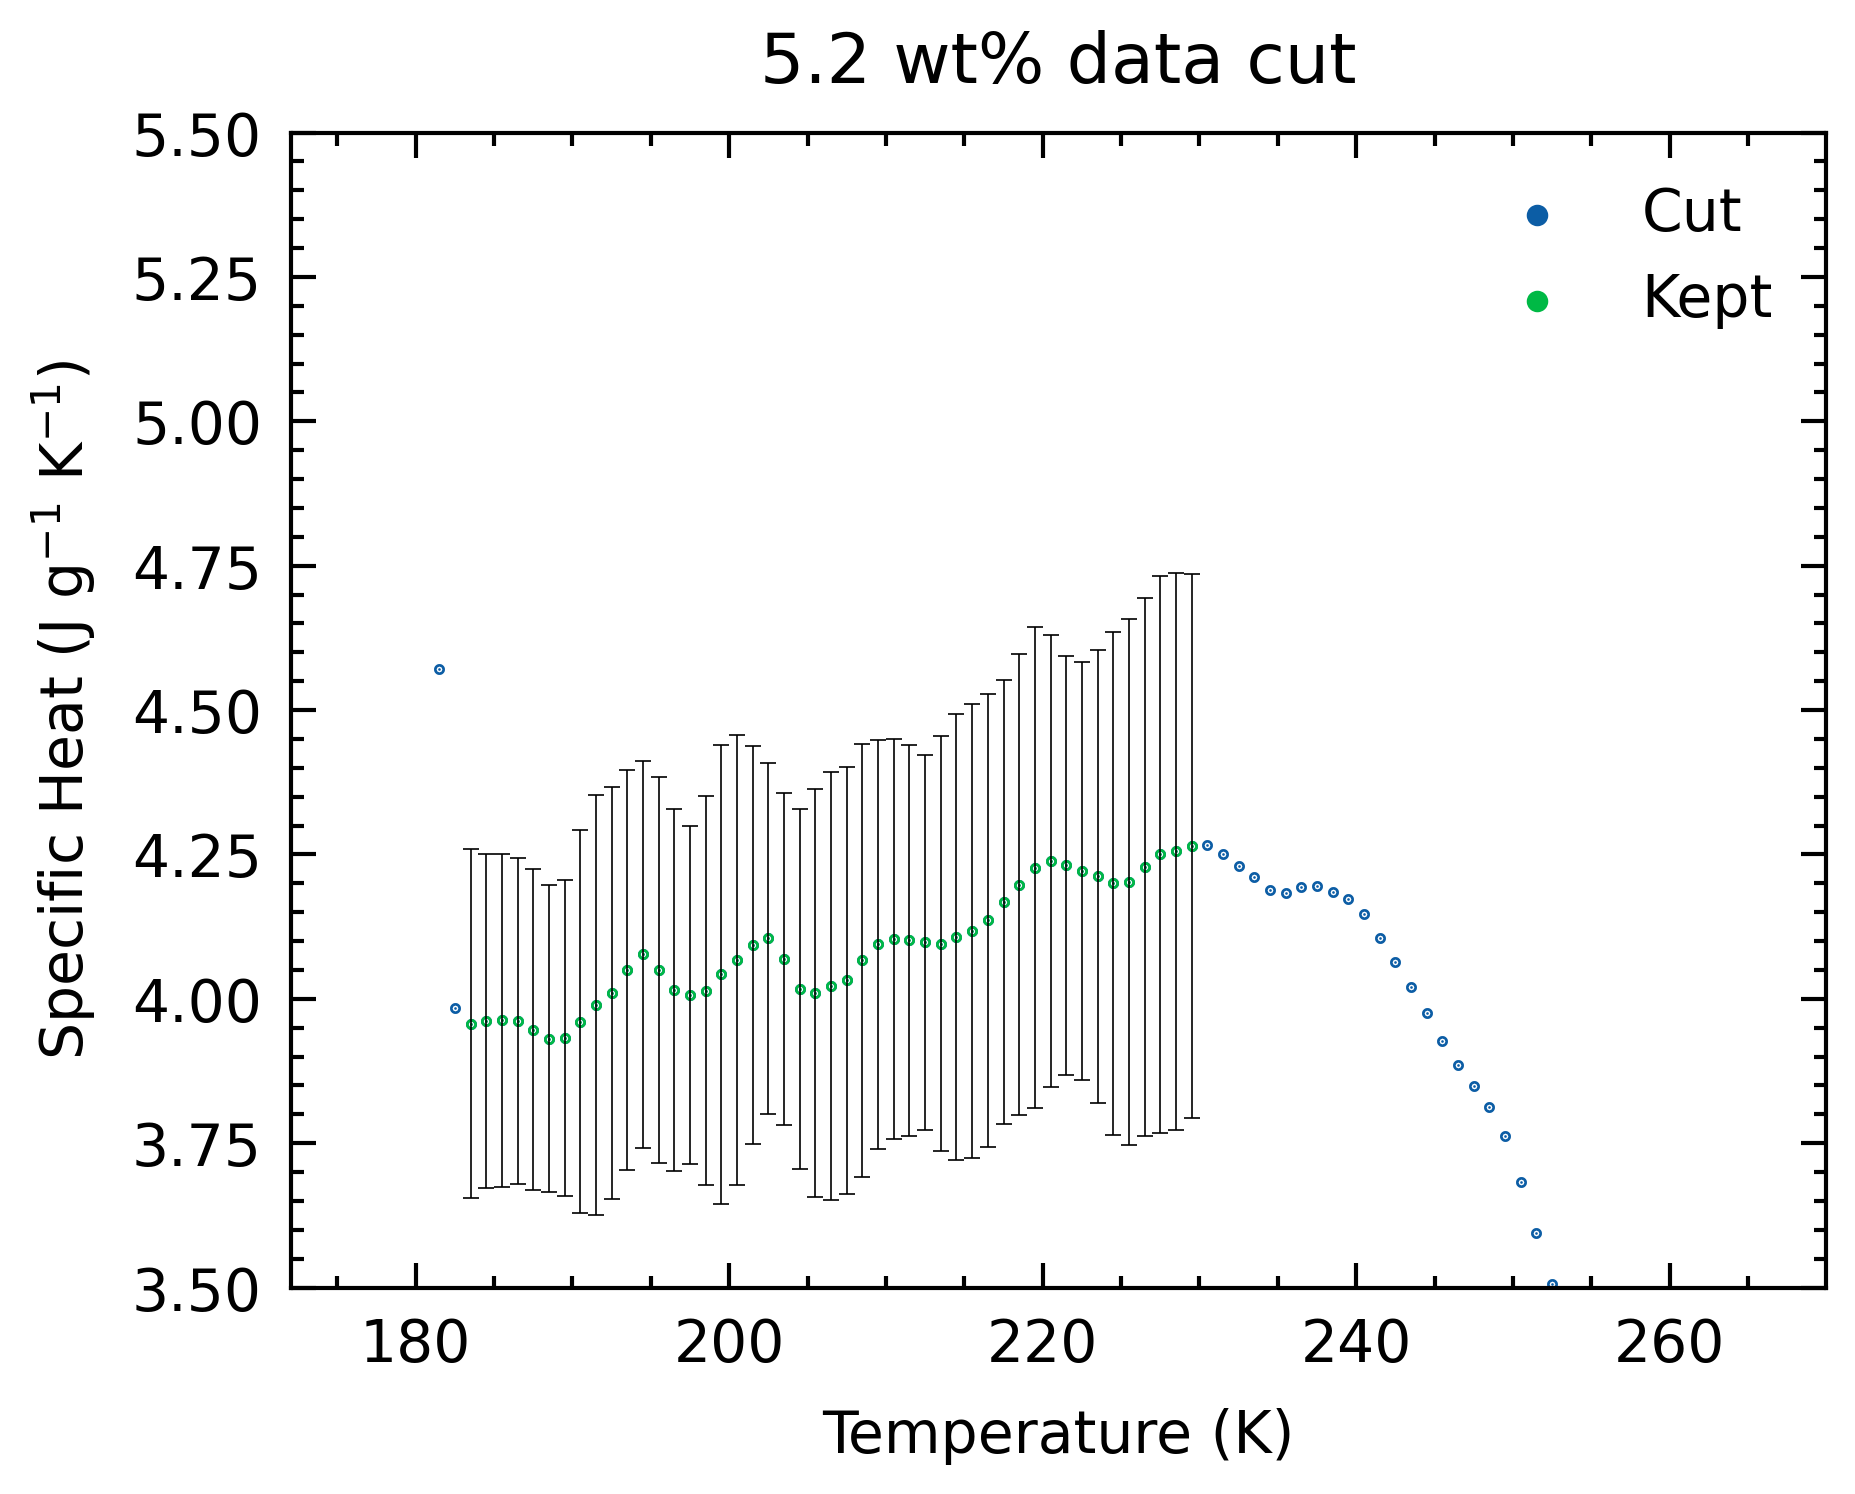 5.2 wt% data cut
5.50
5.25
5.00
4.75
4.50
4.25
4.00
3.75
3.50
Specific Heat (J g⁻¹ K⁻¹)
Cut
Kept
180 200 220 240 260
Temperature (K)